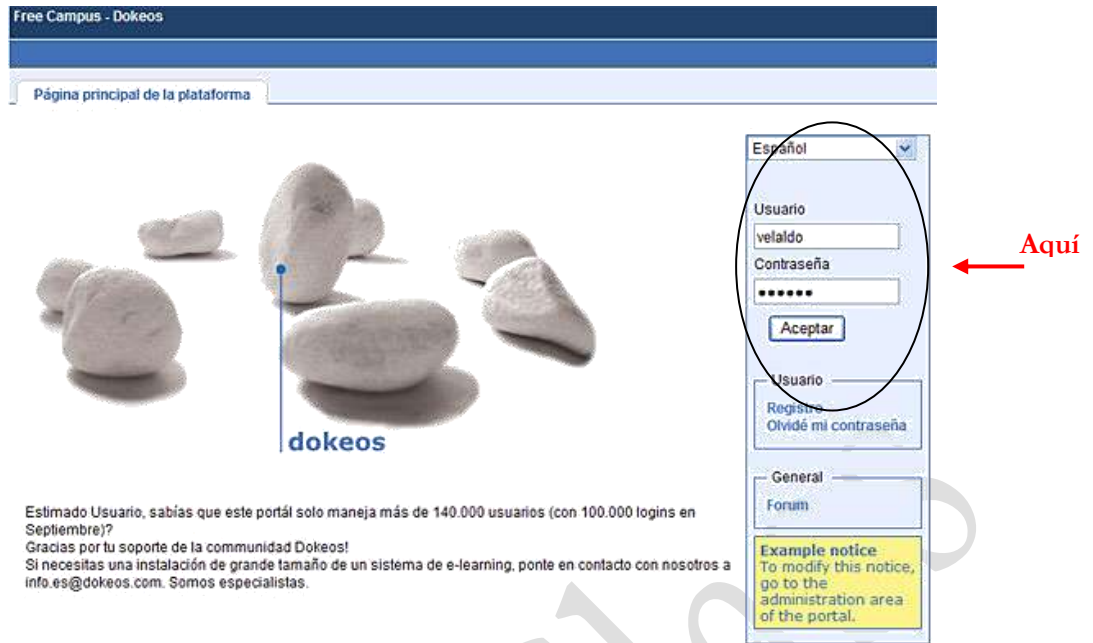 Free Campus - Dokeos
Página principal de la plataforma
Español
Usuario
velaldo
Contraseña
••••••
Aceptar
Aquí
Usuario
Registro
Olvidé mi contraseña
General
Forum
Example notice
To modify this notice,
go to the
administration area
of the portal.
dokeos
Estimado Usuario, sabías que este portál solo maneja más de 140.000 usuarios (con 100.000 logins en
Septiembre)?
Gracias por tu soporte de la communidad Dokeos!
Si necesitas una instalación de grande tamaño de un sistema de e-learning, ponte en contacto con nosotros a
info.es@dokeos.com. Somos especialistas.